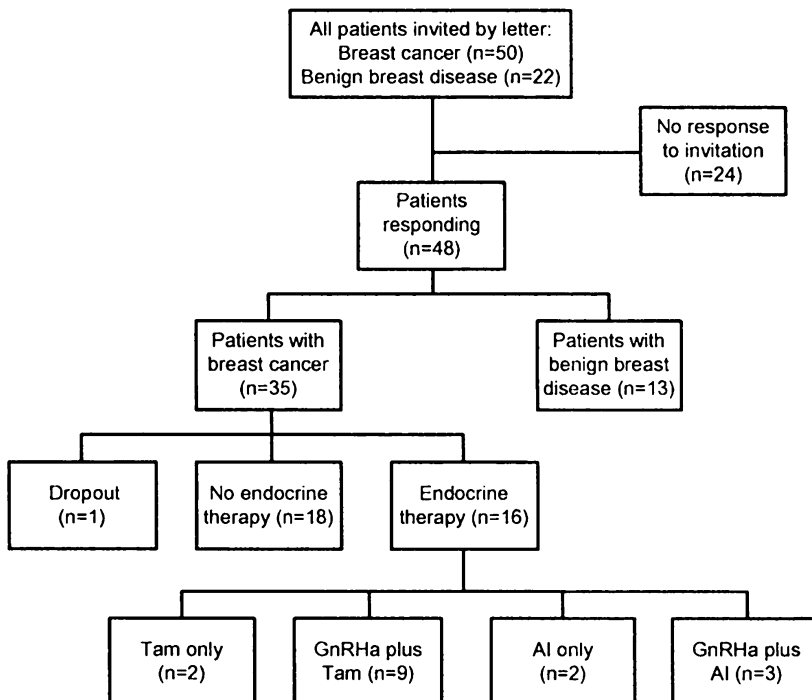 All patients invited by letter:
Breast cancer (n=50)
Benign breast disease (n=22)
No response
to invitation
(n=24)
Patients
responding
(n=48)
Patients with
breast cancer
(n=35)
Patients with
benign breast
disease (n=13)
Dropout
(n=1)
No endocrine
therapy (n=18)
Endocrine
therapy (n=16)
Tam only
(n=2)
GnRHa plus
Tam (n=9)
AI only
(n=2)
GnRHa plus
AI (n=3)